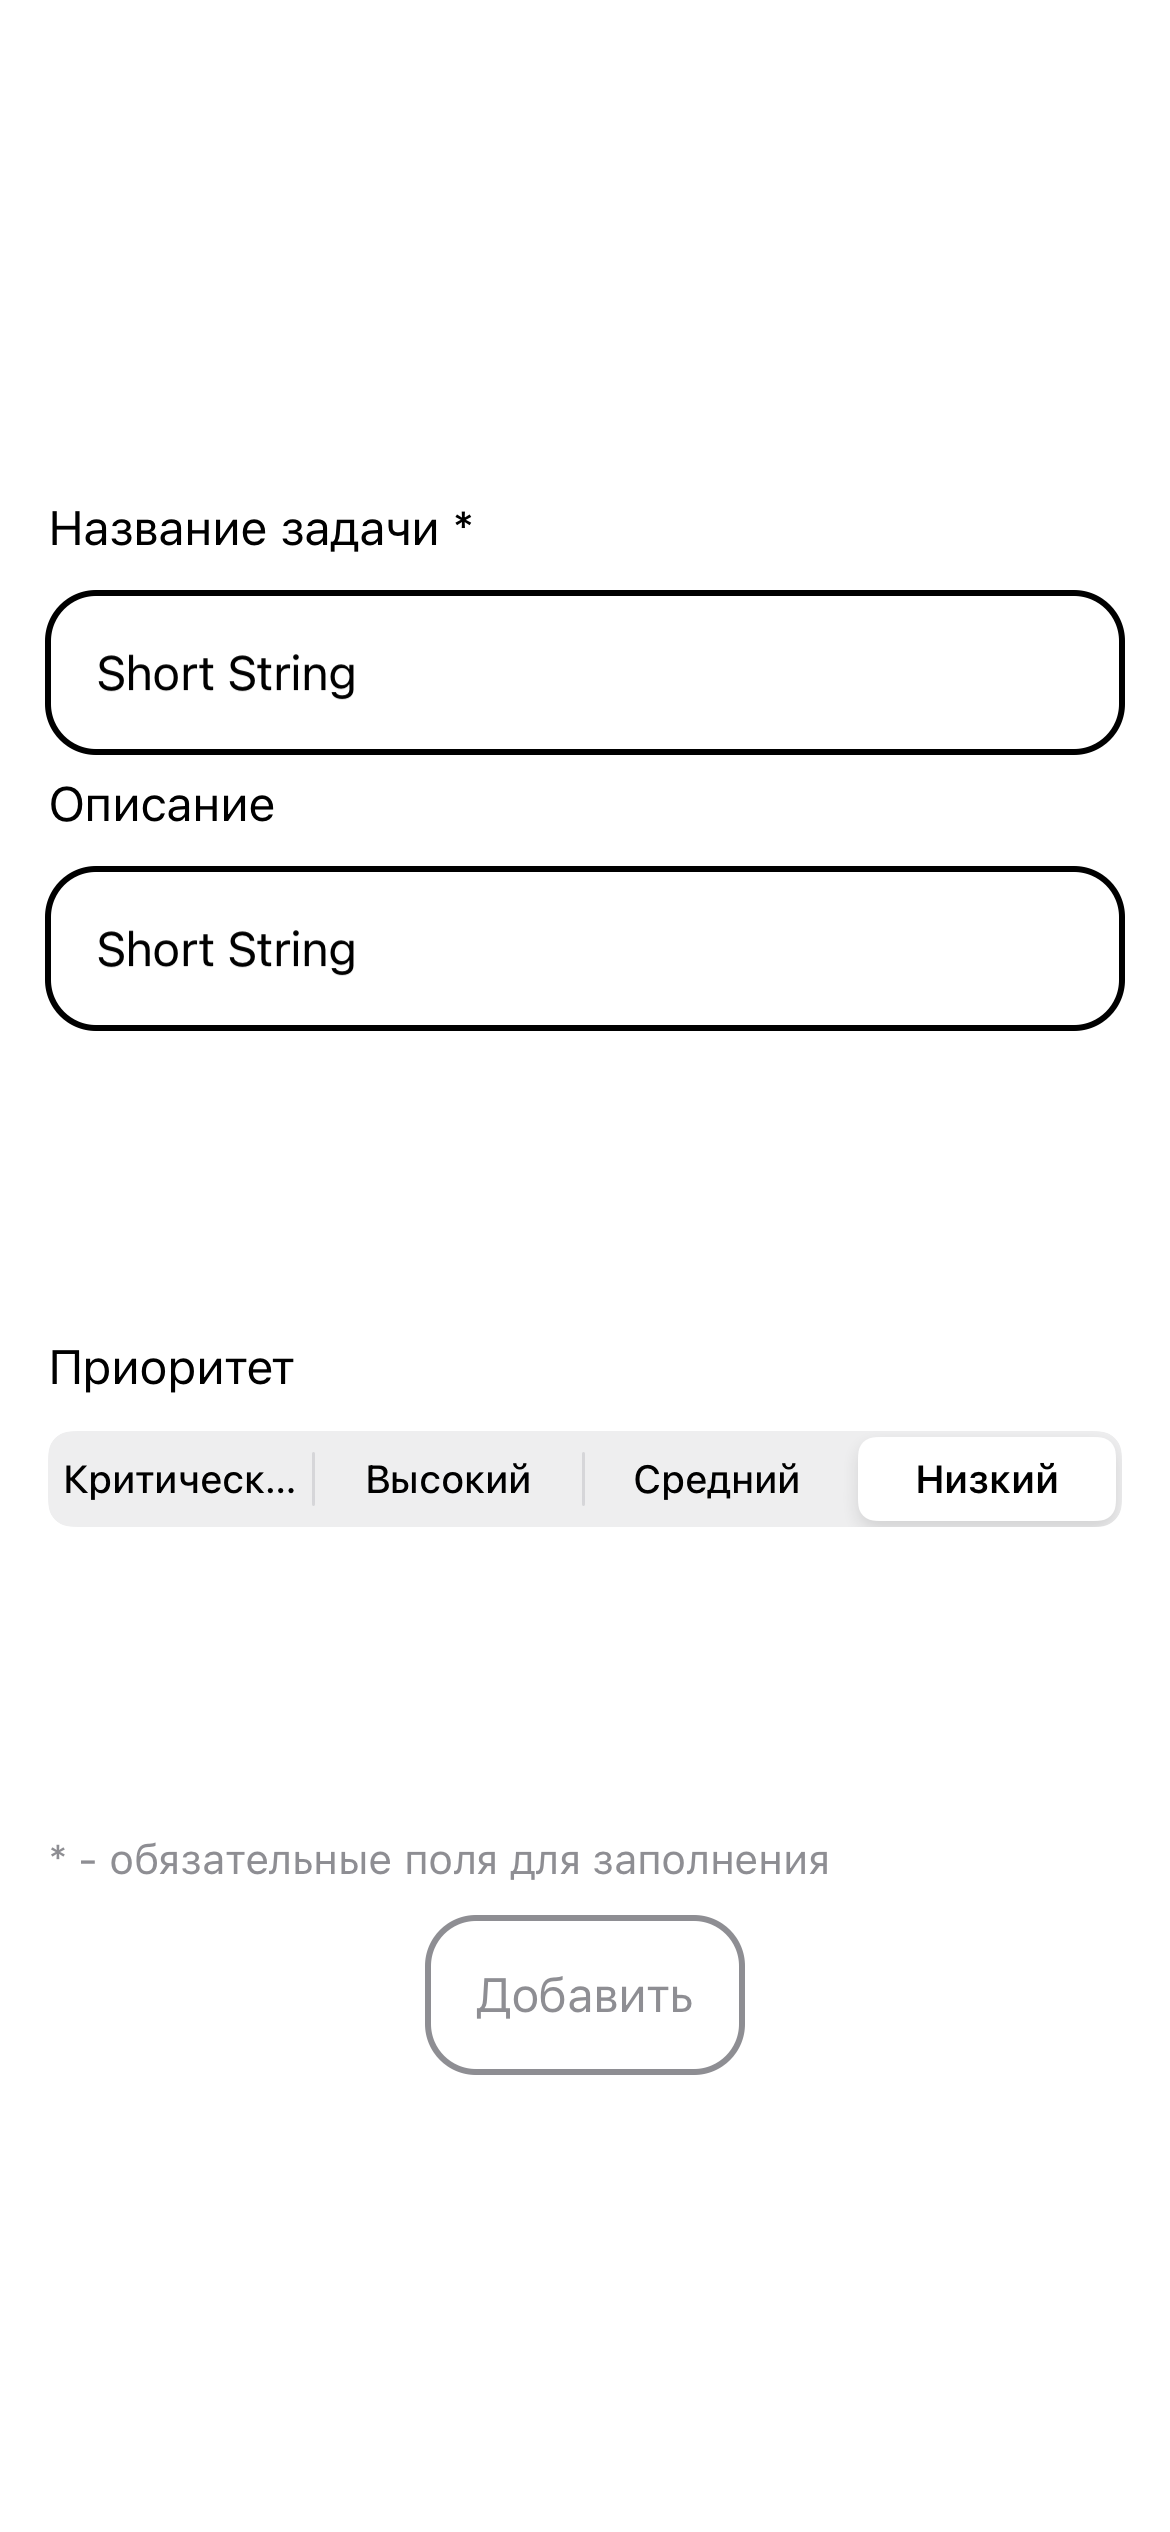 Название задачи *
Short String
Описание
Short String
Приоритет
Критическ... Высокий Средний Низкий
* - обязательные поля для заполнения
Добавить